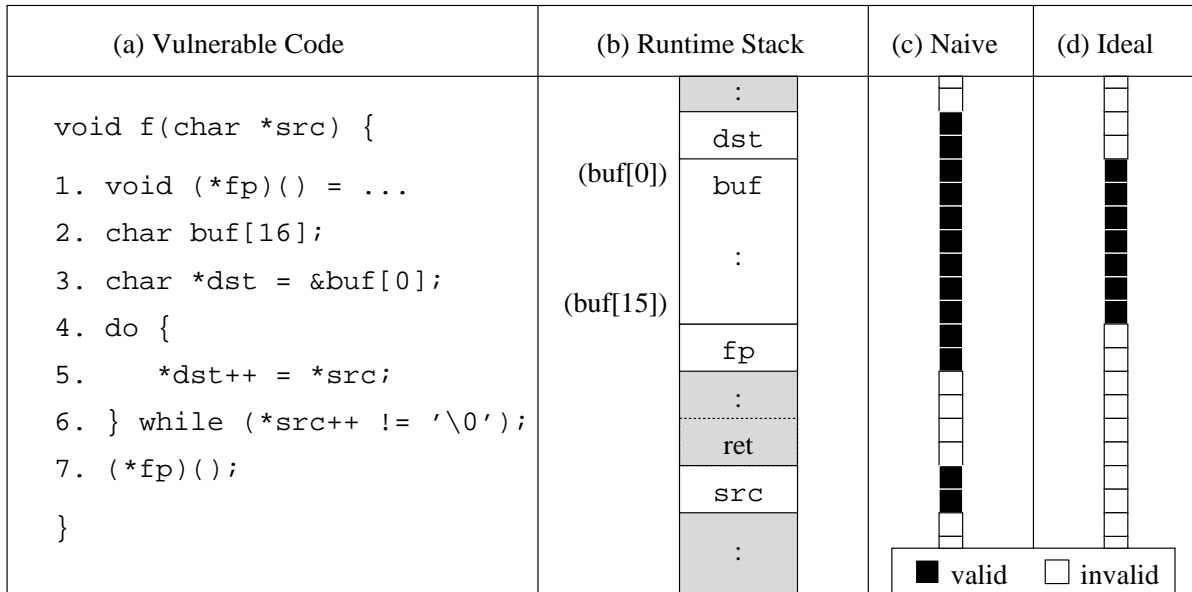 (a) Vulnerable Code
(b) Runtime Stack
(c) Naive
(d) Ideal
void f(char *src) {
1. void (*fp)() = ...
2. char buf[16];
3. char *dst = &buf[0];
4. do {
5. *dst++ = *src;
6. } while (*src++ != '\0');
7. (*fp)();
}
:
dst
(buf[0])
buf
:
(buf[15])
fp
:
ret
src
:
valid
invalid